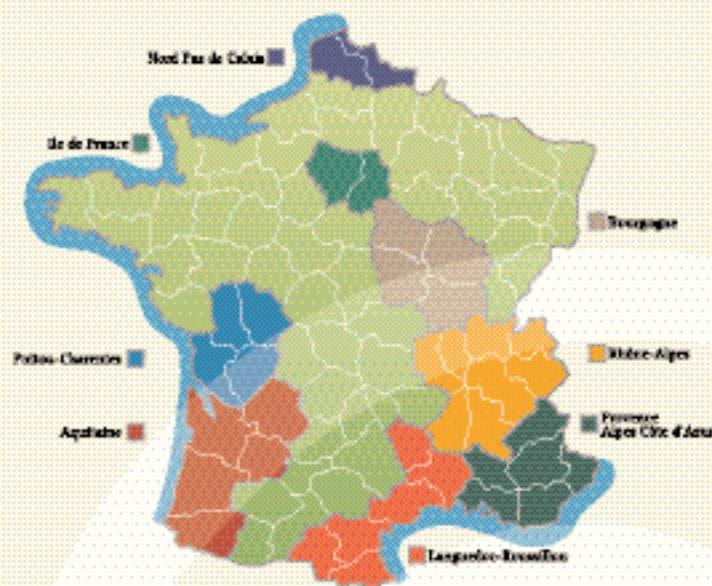 Nord Pas de Calais
Ile de France
Bourgogne
Poitou-Charentes
Rhône-Alpes
Aquitaine
Provence
Alpes Côte d'Azur
Languedoc-Roussillon